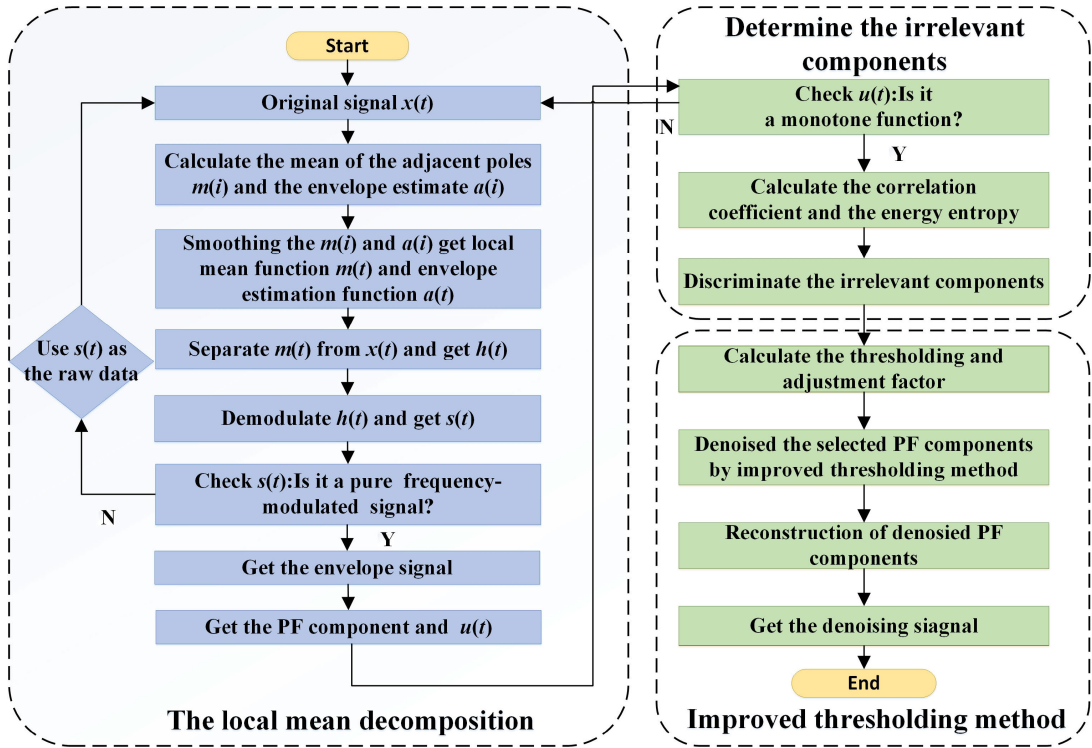 Start
Original signal x(t)
Calculate the mean of the adjacent poles
m(i) and the envelope estimate a(i)
Smoothing the m(i) and a(i) get local
mean function m(t) and envelope
estimation function a(t)
Separate m(t) from x(t) and get h(t)
Demodulate h(t) and get s(t)
Check s(t):Is it a pure frequency-
modulated signal?
N
Use s(t) as
the raw data
Y
Get the envelope signal
Get the PF component and u(t)
The local mean decomposition
Determine the irrelevant
components
Check u(t):Is it
a monotone function?
N
Y
Calculate the correlation
coefficient and the energy entropy
Discriminate the irrelevant components
Calculate the thresholding and
adjustment factor
Denoised the selected PF components
by improved thresholding method
Reconstruction of denosied PF
components
Get the denoising siagnal
End
Improved thresholding method